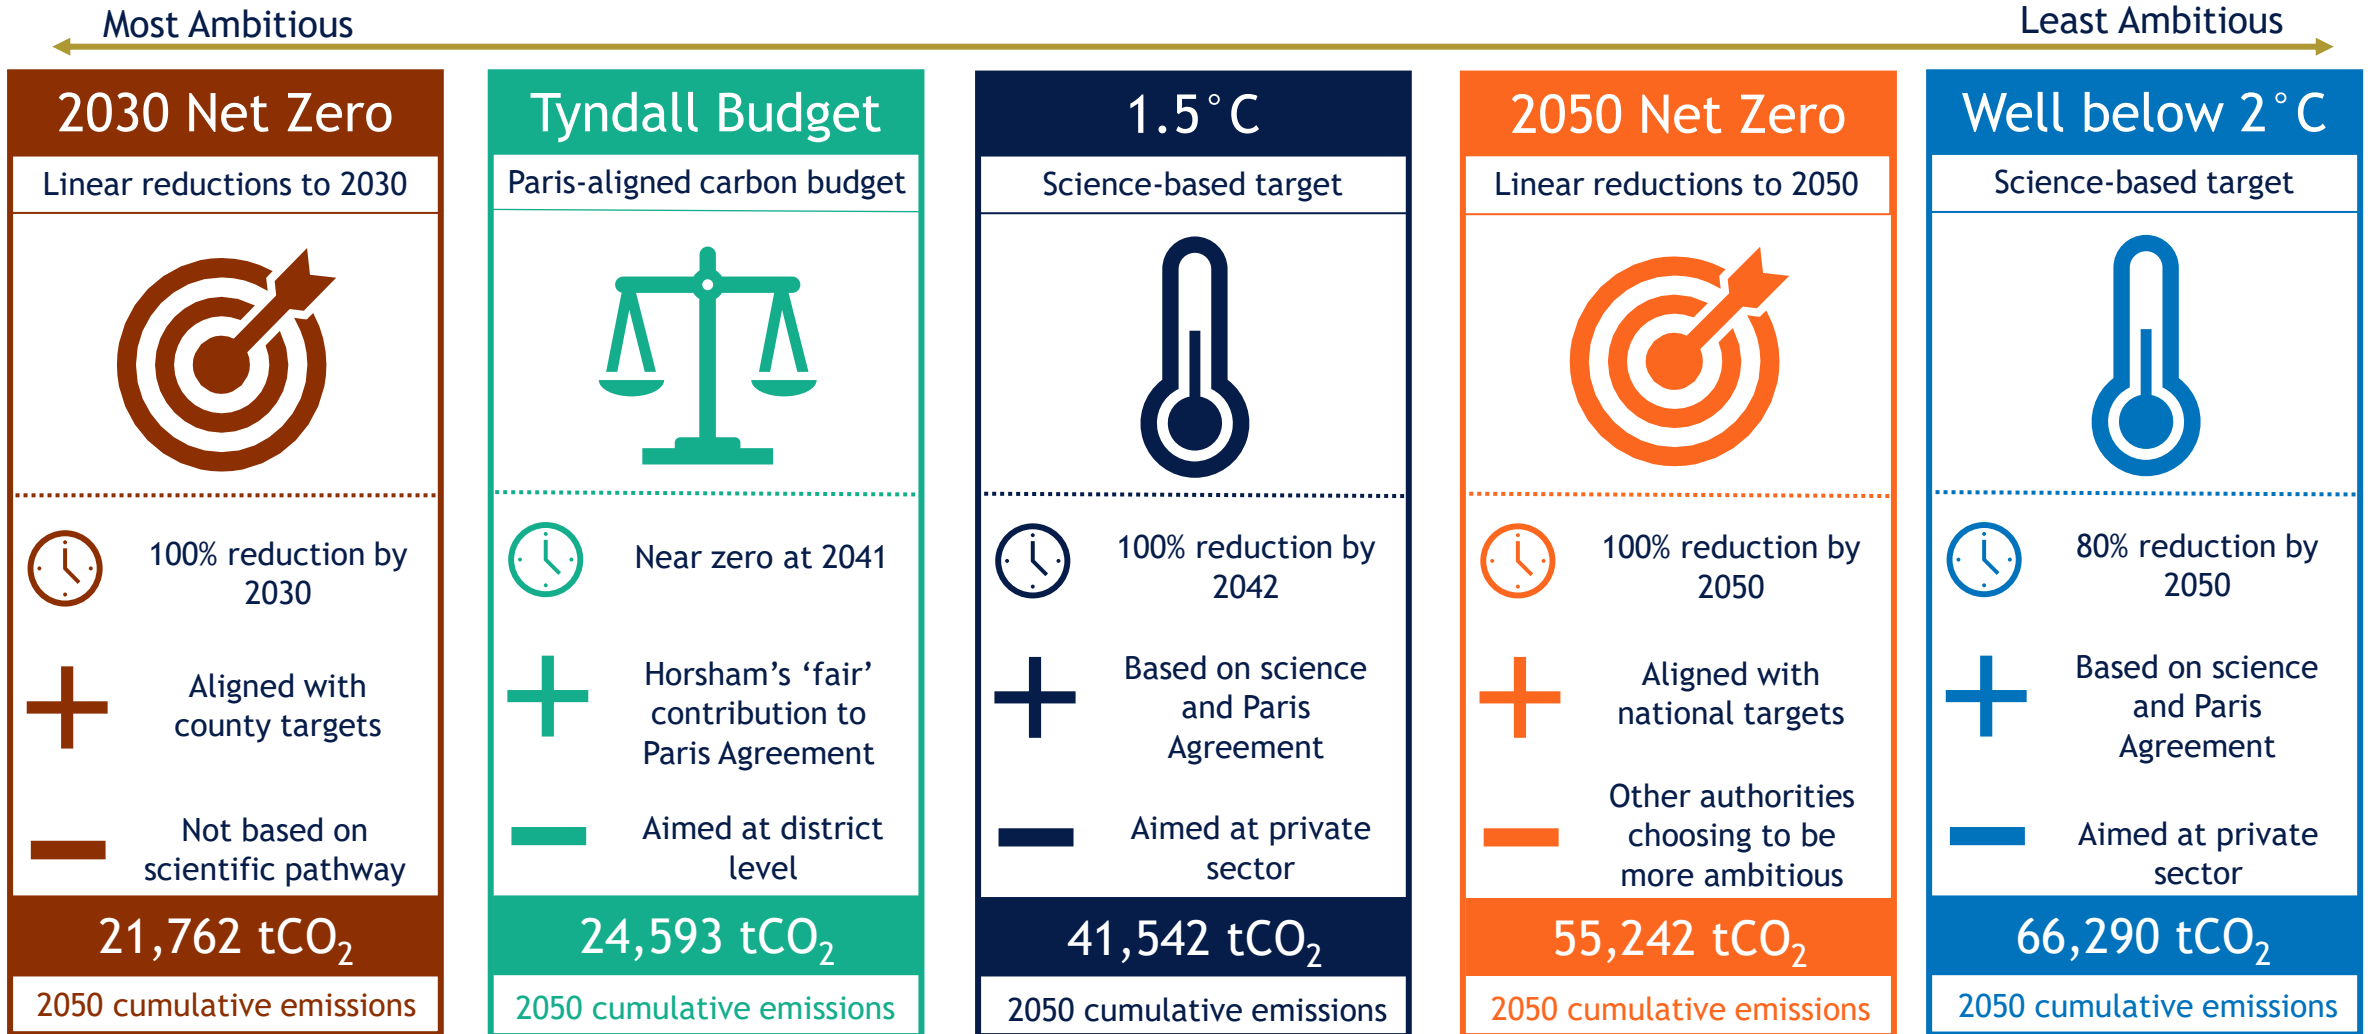 Most Ambitious
Least Ambitious
2030 Net Zero
Linear reductions to 2030
100% reduction by
2030
Aligned with
county targets
Not based on
scientific pathway
21,762 tCO₂
2050 cumulative emissions
Tyndall Budget
Paris-aligned carbon budget
Near zero at 2041
Horsham’s ‘fair’
contribution to
Paris Agreement
Aimed at district
level
24,593 tCO₂
2050 cumulative emissions
1.5°C
Science-based target
100% reduction by
2042
Based on science
and Paris
Agreement
Aimed at private
sector
41,542 tCO₂
2050 cumulative emissions
2050 Net Zero
Linear reductions to 2050
100% reduction by
2050
Aligned with
national targets
Other authorities
choosing to be
more ambitious
55,242 tCO₂
2050 cumulative emissions
Well below 2°C
Science-based target
80% reduction by
2050
Based on science
and Paris
Agreement
Aimed at private
sector
66,290 tCO₂
2050 cumulative emissions